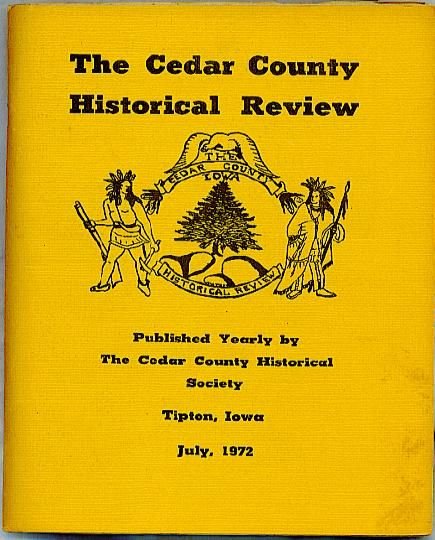 The Cedar County
Historical Review
THE
CEDAR COUNTY
IOWA
HISTORICAL REVIEW
Published Yearly by
The Cedar County Historical
Society
Tipton, Iowa
July, 1972